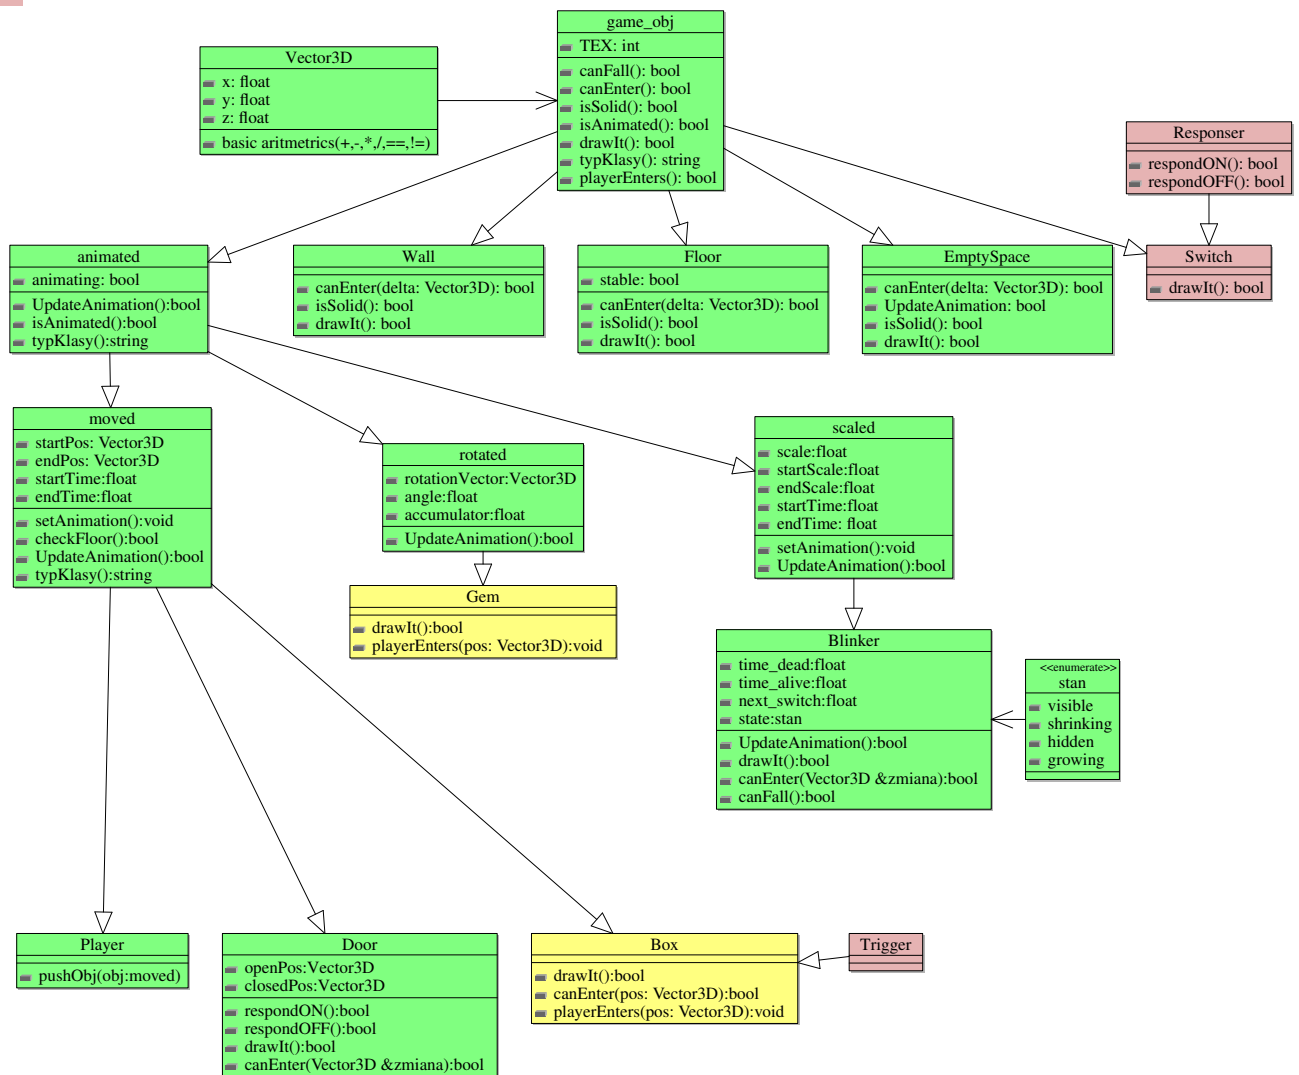 game_obj
TEX: int
canFall(): bool
canEnter(): bool
isSolid(): bool
isAnimated(): bool
drawIt(): bool
typKlasy(): string
playerEnters(): bool
Vector3D
x: float
y: float
z: float
basic aritmetrics(+,-,*,/,==,!=)
Responser
respondON(): bool
respondOFF(): bool
animated
animating: bool
UpdateAnimation():bool
isAnimated():bool
typKlasy():string
Wall
canEnter(delta: Vector3D): bool
isSolid(): bool
drawIt(): bool
Floor
stable: bool
canEnter(delta: Vector3D): bool
isSolid(): bool
drawIt(): bool
EmptySpace
canEnter(delta: Vector3D): bool
UpdateAnimation: bool
isSolid(): bool
drawIt(): bool
Switch
drawIt(): bool
moved
startPos: Vector3D
endPos: Vector3D
startTime:float
endTime:float
setAnimation():void
checkFloor():bool
UpdateAnimation():bool
typKlasy():string
rotated
rotationVector:Vector3D
angle:float
accumulator:float
UpdateAnimation():bool
scaled
scale:float
startScale:float
endScale:float
startTime:float
endTime: float
setAnimation():void
UpdateAnimation():bool
Gem
drawIt():bool
playerEnters(pos: Vector3D):void
Blinker
time_dead:float
time_alive:float
next_switch:float
state:stan
UpdateAnimation():bool
drawIt():bool
canEnter(Vector3D &zmiana):bool
canFall():bool
<<enumerate>>
stan
visible
shrinking
hidden
growing
Player
pushObj(obj:moved)
Door
openPos:Vector3D
closedPos:Vector3D
respondON():bool
respondOFF():bool
drawIt():bool
canEnter(Vector3D &zmiana):bool
Box
drawIt():bool
canEnter(pos: Vector3D):bool
playerEnters(pos: Vector3D):void
Trigger